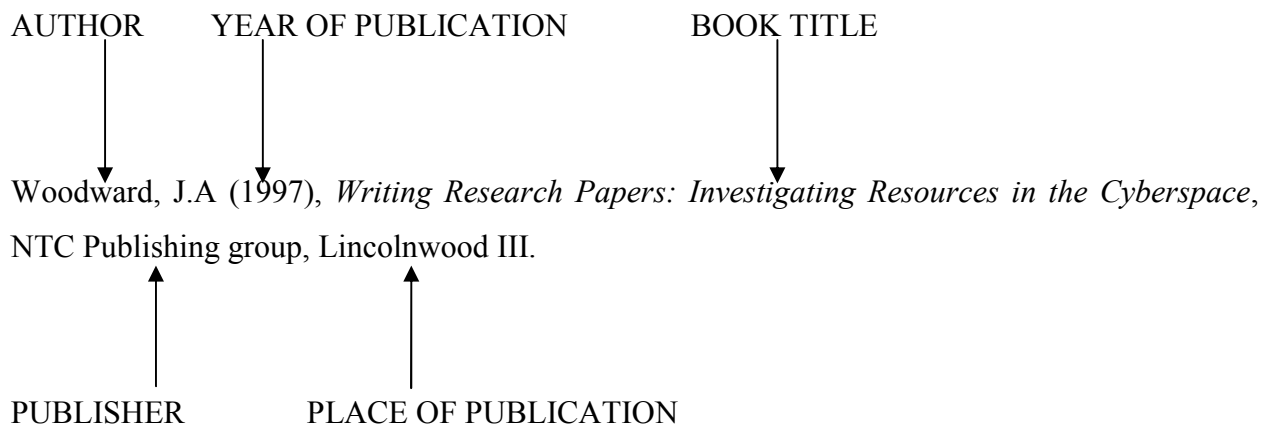 AUTHOR YEAR OF PUBLICATION BOOK TITLE
Woodward, J.A (1997), Writing Research Papers: Investigating Resources in the Cyberspace,
NTC Publishing group, Lincolnwood III.
PUBLISHER PLACE OF PUBLICATION